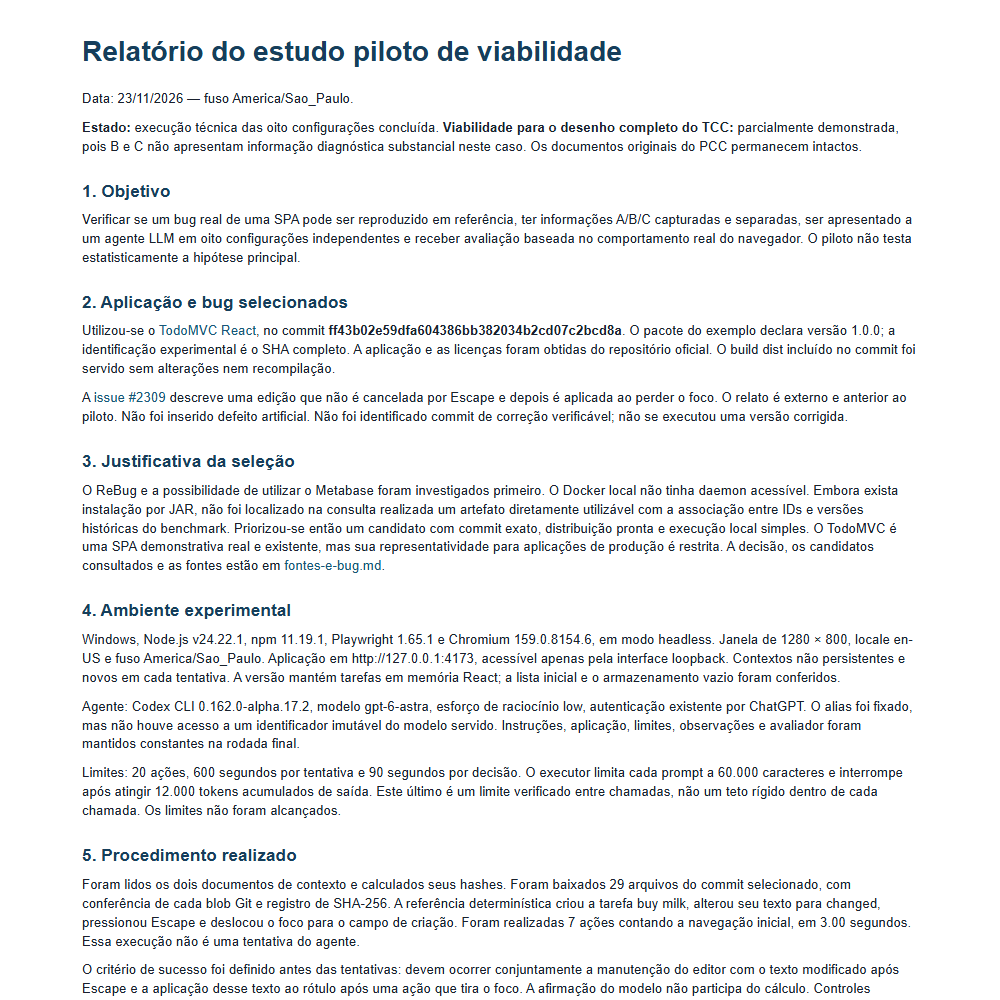 Relatório do estudo piloto de viabilidade
Data: 23/11/2026 — fuso America/Sao_Paulo.
Estado: execução técnica das oito configurações concluída. Viabilidade para o desenho completo do TCC: parcialmente demonstrada,
pois B e C não apresentam informação diagnóstica substancial neste caso. Os documentos originais do PCC permanecem intactos.
1. Objetivo
Verificar se um bug real de uma SPA pode ser reproduzido em referência, ter informações A/B/C capturadas e separadas, ser apresentado a
um agente LLM em oito configurações independentes e receber avaliação baseada no comportamento real do navegador. O piloto não testa
estatisticamente a hipótese principal.
2. Aplicação e bug selecionados
Utilizou-se o TodoMVC React, no commit ff43b02e59dfa604386bb382034b2cd07c2bcd8a. O pacote do exemplo declara versão 1.0.0; a
identificação experimental é o SHA completo. A aplicação e as licenças foram obtidas do repositório oficial. O build dist incluído no commit foi
servido sem alterações nem recompilação.
A issue #2309 descreve uma edição que não é cancelada por Escape e depois é aplicada ao perder o foco. O relato é externo e anterior ao
piloto. Não foi inserido defeito artificial. Não foi identificado commit de correção verificável; não se executou uma versão corrigida.
3. Justificativa da seleção
O ReBug e a possibilidade de utilizar o Metabase foram investigados primeiro. O Docker local não tinha daemon acessível. Embora exista
instalação por JAR, não foi localizado na consulta realizada um artefato diretamente utilizável com a associação entre IDs e versões
históricas do benchmark. Priorizou-se então um candidato com commit exato, distribuição pronta e execução local simples. O TodoMVC é
uma SPA demonstrativa real e existente, mas sua representatividade para aplicações de produção é restrita. A decisão, os candidatos
consultados e as fontes estão em fontes-e-bug.md.
4. Ambiente experimental
Windows, Node.js v24.22.1, npm 11.19.1, Playwright 1.65.1 e Chromium 159.0.8154.6, em modo headless. Janela de 1280 × 800, locale en-
US e fuso America/Sao_Paulo. Aplicação em http://127.0.0.1:4173, acessível apenas pela interface loopback. Contextos não persistentes e
novos em cada tentativa. A versão mantém tarefas em memória React; a lista inicial e o armazenamento vazio foram conferidos.
Agente: Codex CLI 0.162.0-alpha.17.2, modelo gpt-6-astra, esforço de raciocínio low, autenticação existente por ChatGPT. O alias foi fixado,
mas não houve acesso a um identificador imutável do modelo servido. Instruções, aplicação, limites, observações e avaliador foram
mantidos constantes na rodada final.
Limites: 20 ações, 600 segundos por tentativa e 90 segundos por decisão. O executor limita cada prompt a 60.000 caracteres e interrompe
após atingir 12.000 tokens acumulados de saída. Este último é um limite verificado entre chamadas, não um teto rígido dentro de cada
chamada. Os limites não foram alcançados.
5. Procedimento realizado
Foram lidos os dois documentos de contexto e calculados seus hashes. Foram baixados 29 arquivos do commit selecionado, com
conferência de cada blob Git e registro de SHA-256. A referência determinística criou a tarefa buy milk, alterou seu texto para changed,
pressionou Escape e deslocou o foco para o campo de criação. Foram realizadas 7 ações contando a navegação inicial, em 3.00 segundos.
Essa execução não é uma tentativa do agente.
O critério de sucesso foi definido antes das tentativas: devem ocorrer conjuntamente a manutenção do editor com o texto modificado após
Escape e a aplicação desse texto ao rótulo após uma ação que tira o foco. A afirmação do modelo não participa do cálculo. Controles